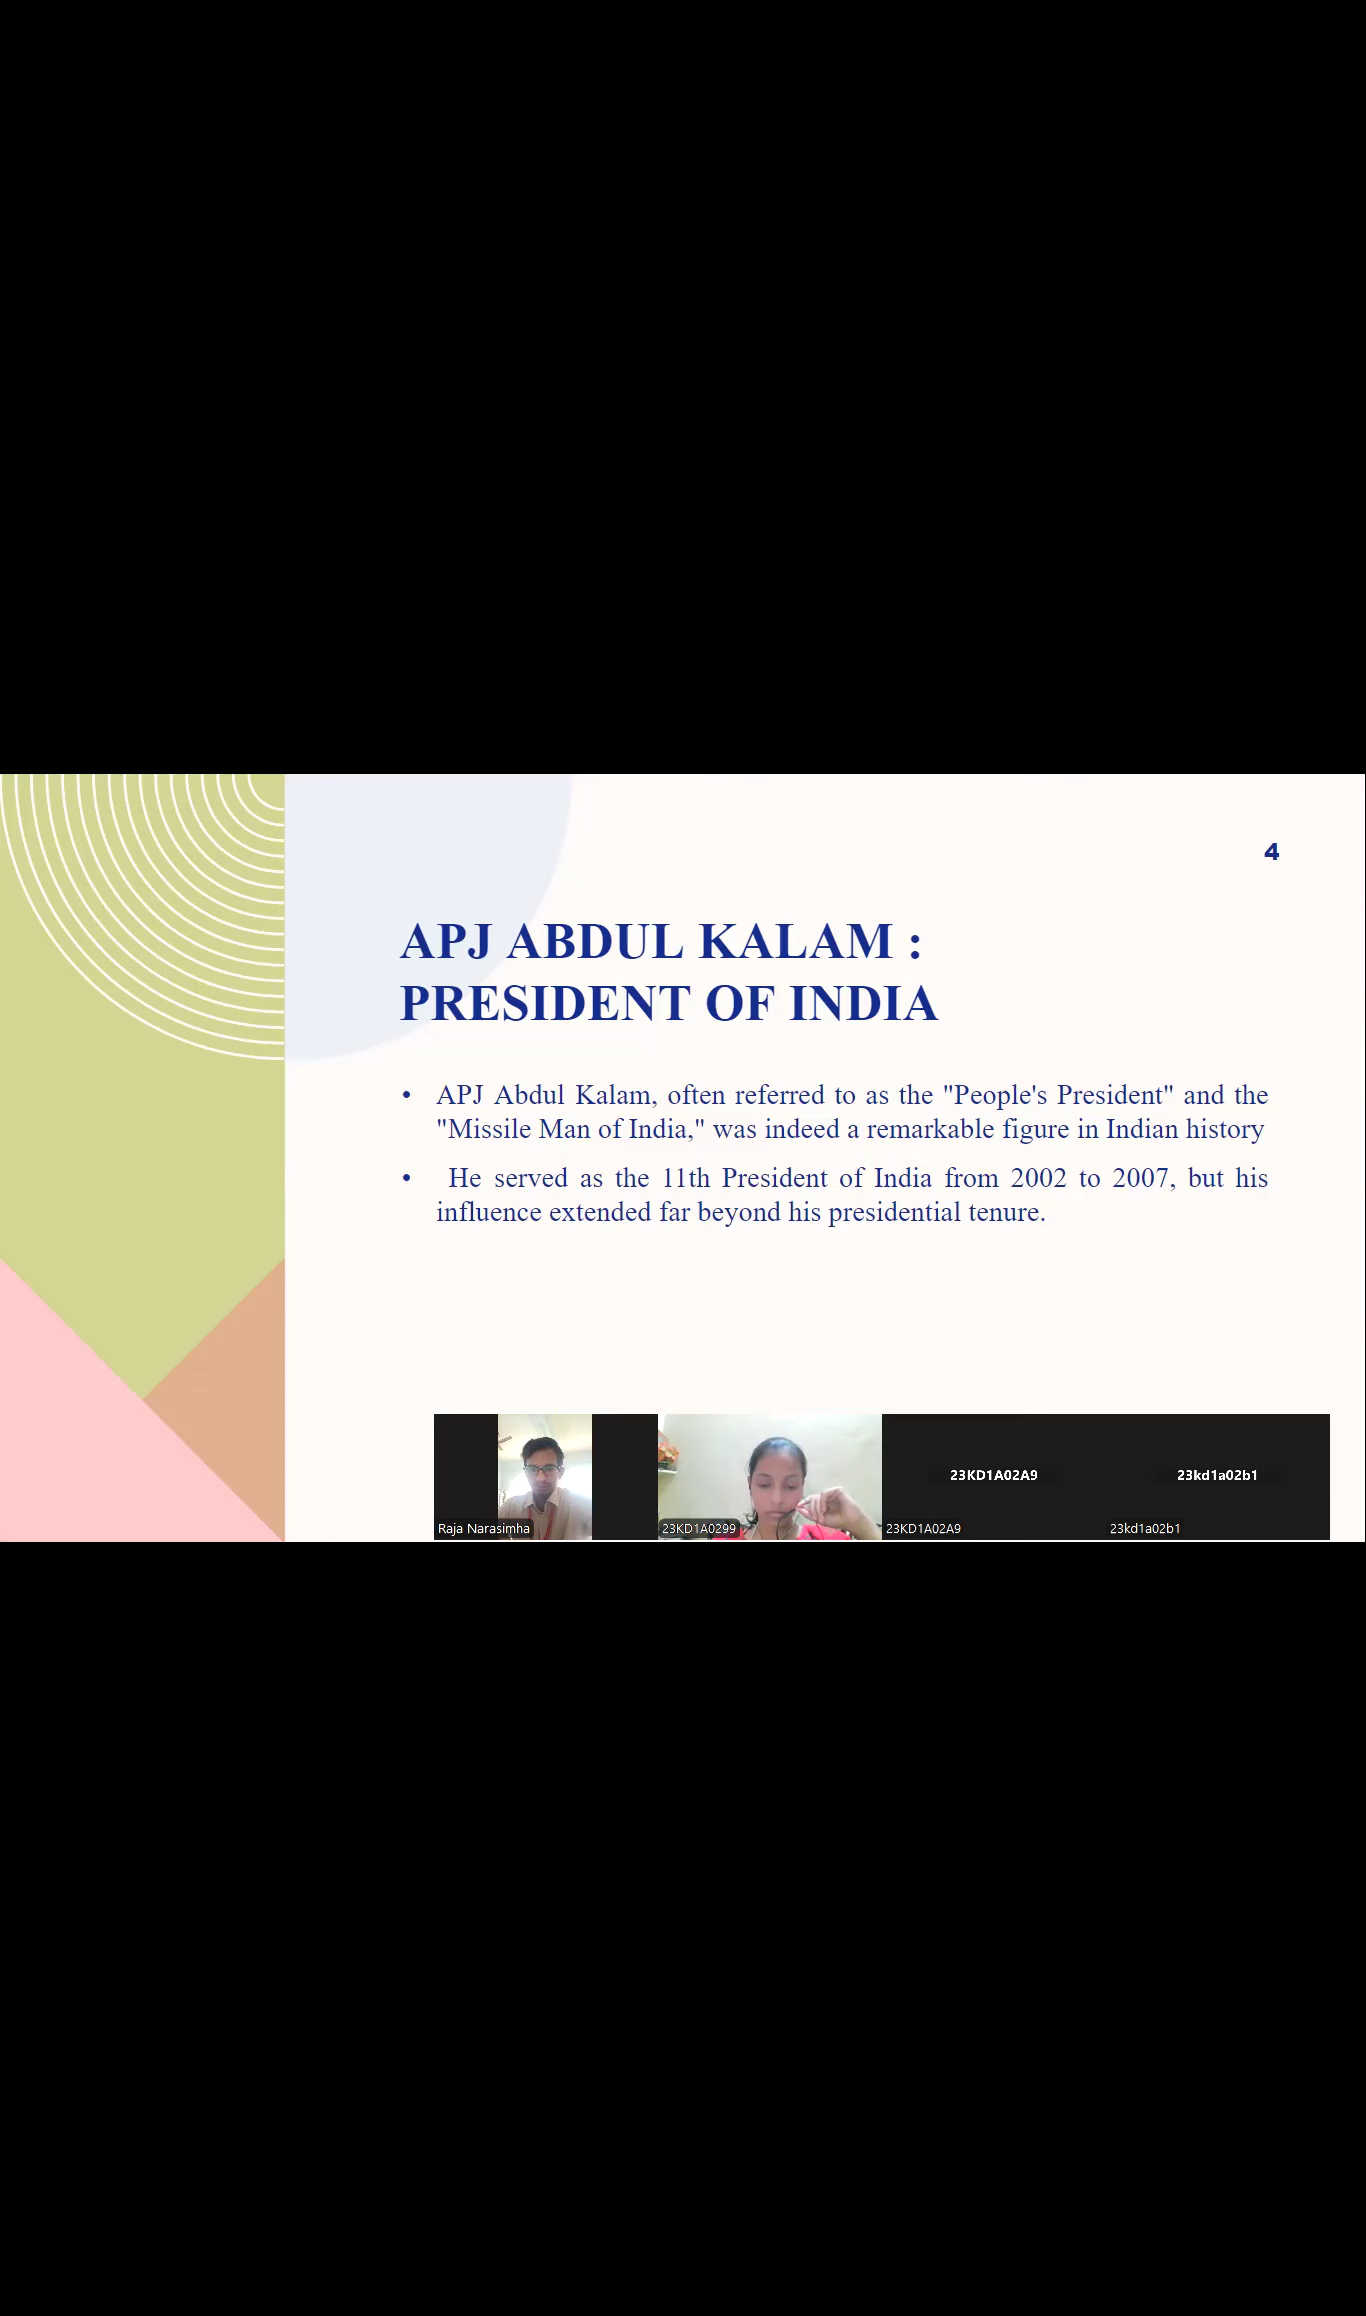 4
APJ ABDUL KALAM :
PRESIDENT OF INDIA
• APJ Abdul Kalam, often referred to as the "People's President" and the
"Missile Man of India," was indeed a remarkable figure in Indian history
• He served as the 11th President of India from 2002 to 2007, but his
influence extended far beyond his presidential tenure.
23KD1A02A9
23kd1a02b1
Raja Narasimha
23KD1A0299
23KD1A02A9
23kd1a02b1